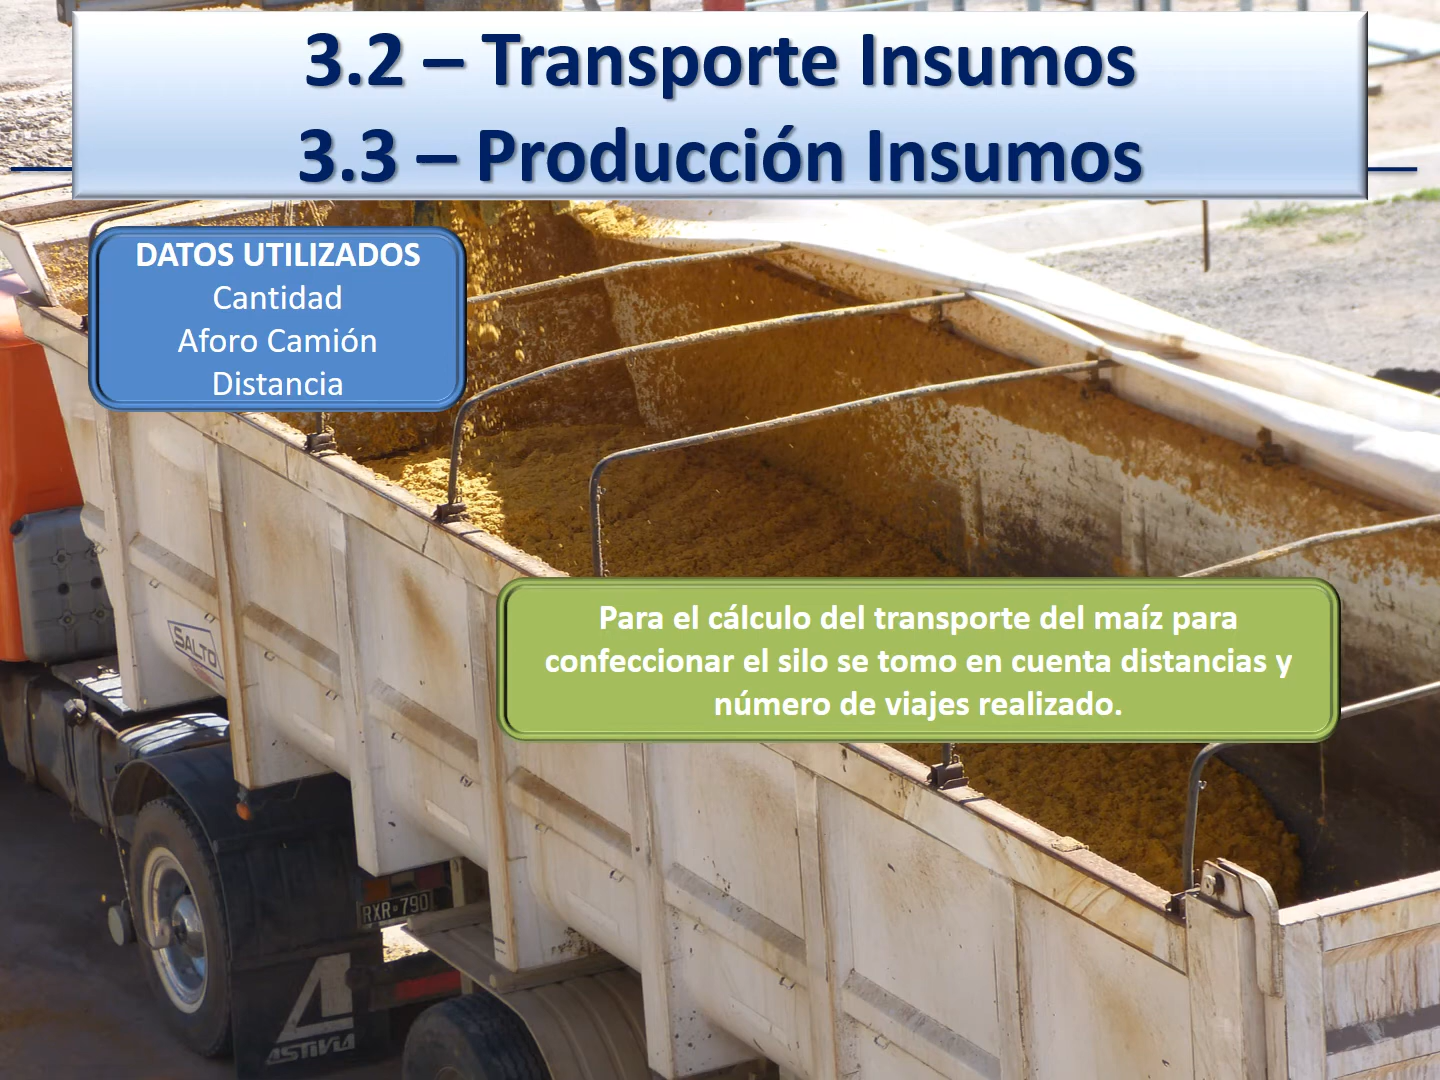 3.2 – Transporte Insumos
3.3 – Producción Insumos
DATOS UTILIZADOS
Cantidad
Aforo Camión
Distancia
Para el cálculo del transporte del maíz para
confeccionar el silo se tomo en cuenta distancias y
número de viajes realizado.
SALTO
RXR•790
ASTIVIA